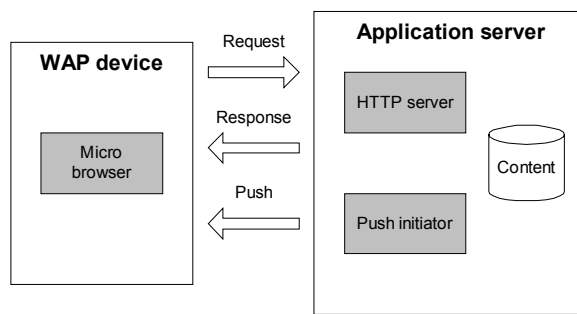 WAP device
Micro
browser
Request
Response
Push
Application server
HTTP server
Content
Push initiator